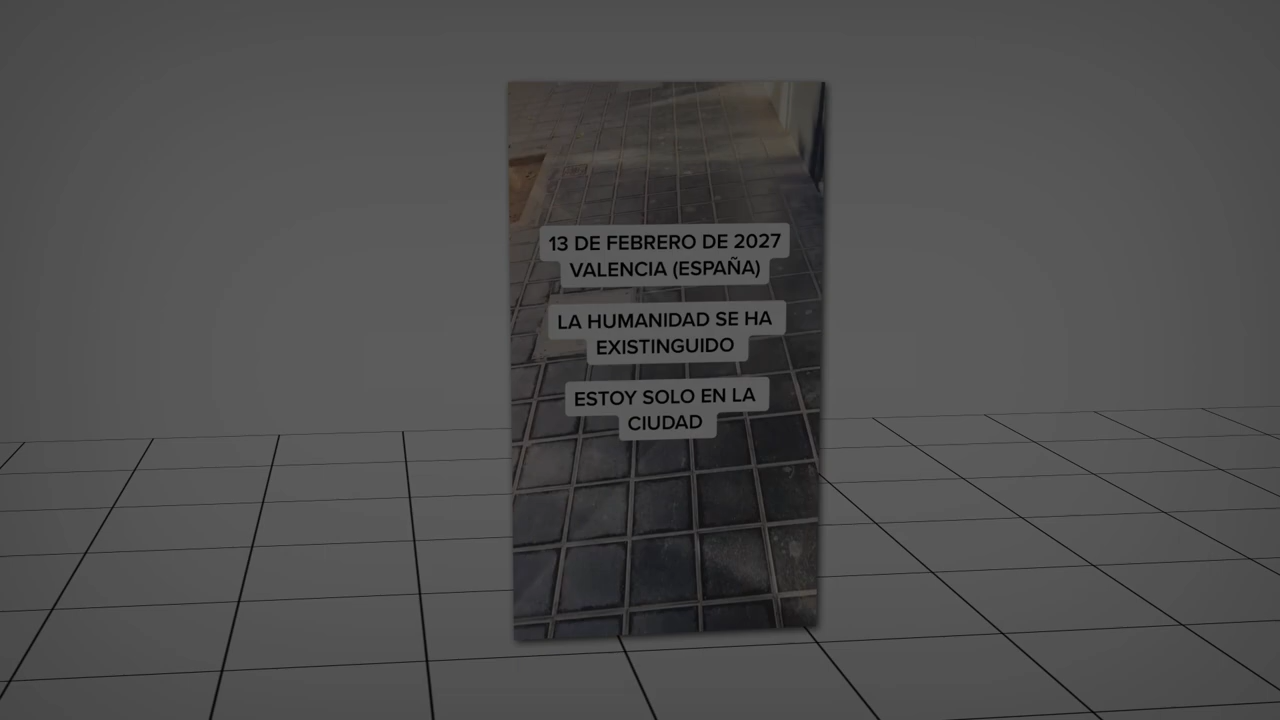 13 DE FEBRERO DE 2027
VALENCIA (ESPAÑA)
LA HUMANIDAD SE HA
EXISTINGUIDO
ESTOY SOLO EN LA
CIUDAD